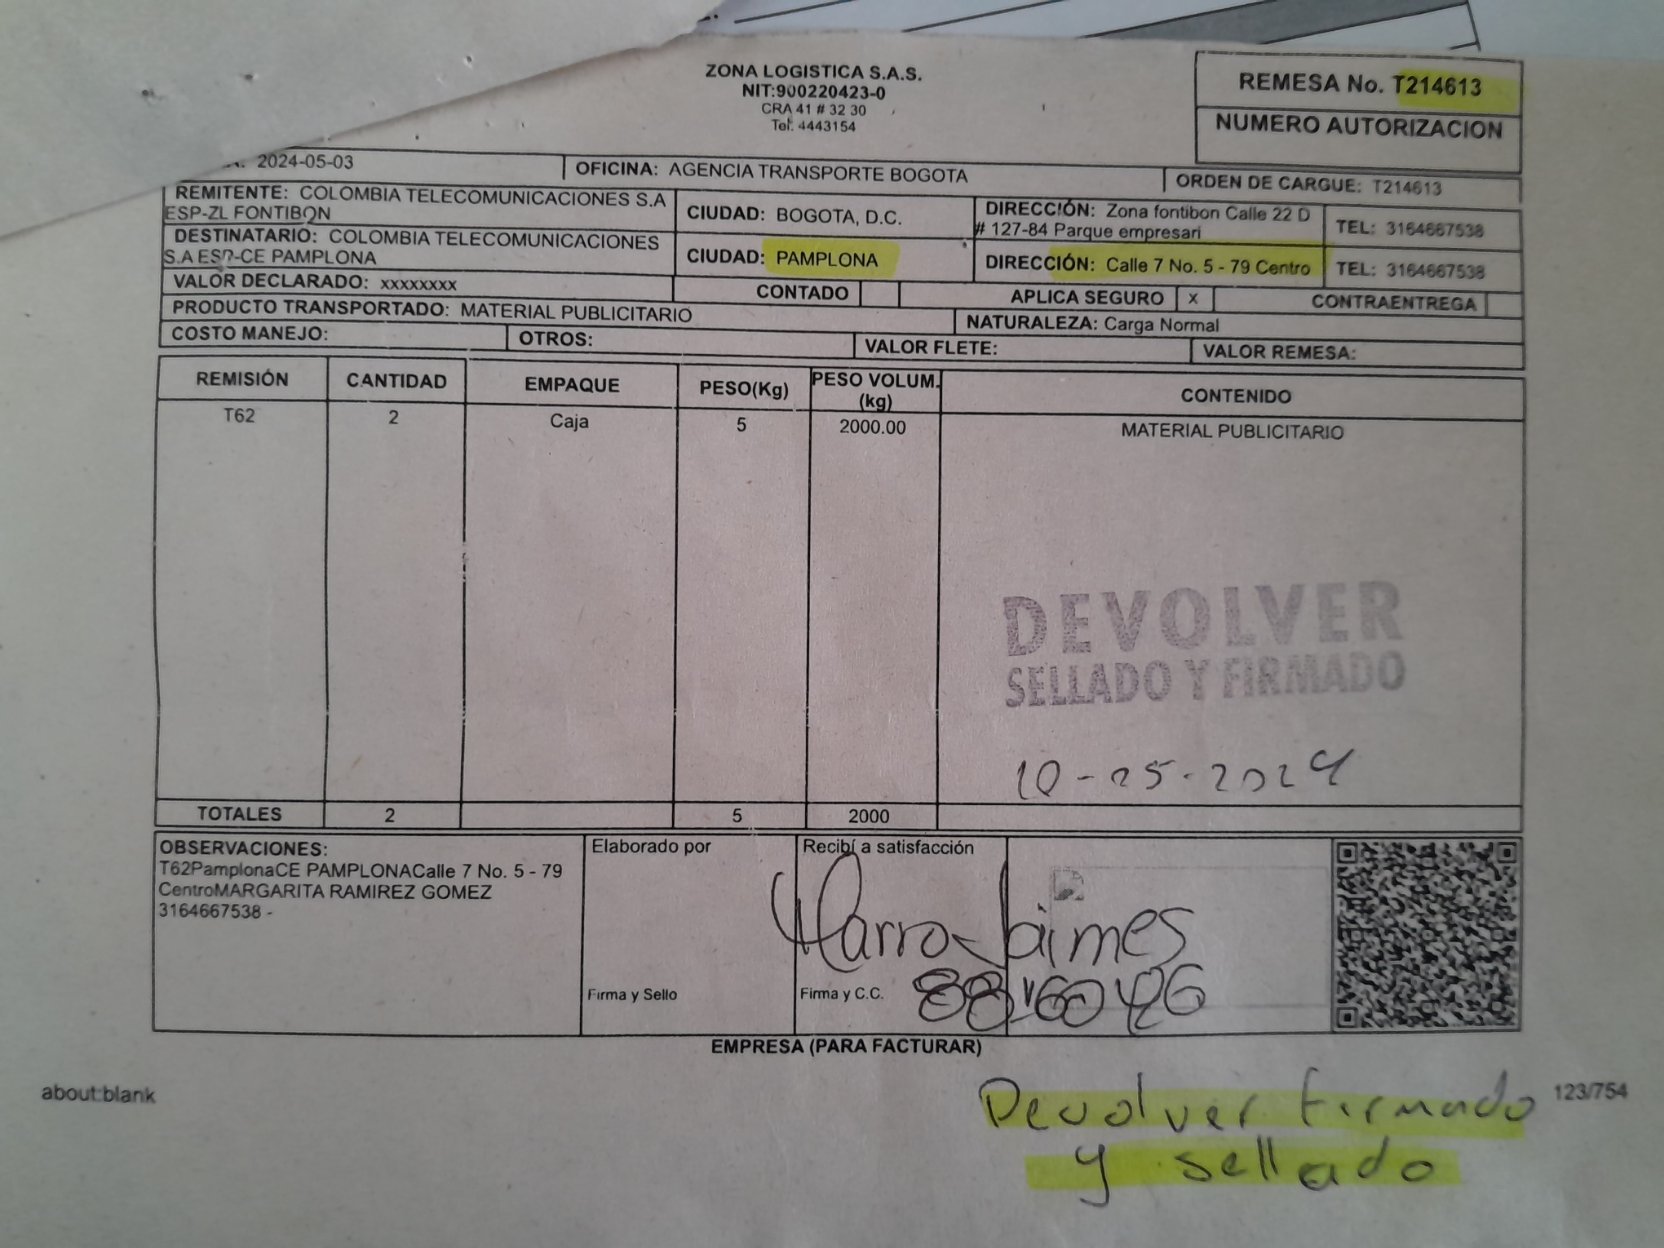 ZONA LOGISTICA S.A.S.
NIT:900220423-0
CRA 41 # 32 30
Tel: 4443154
REMESA No. T214613
NUMERO AUTORIZACION
2024-05-03
OFICINA: AGENCIA TRANSPORTE BOGOTA
ORDEN DE CARGUE: T214613
REMITENTE: COLOMBIA TELECOMUNICACIONES S.A
ESP-ZL FONTIBON
CIUDAD: BOGOTA, D.C.
DIRECCIÓN: Zona fontibon Calle 22 D
# 127-84 Parque empresari
TEL: 3164667538
DESTINATARIO: COLOMBIA TELECOMUNICACIONES
S.A ESP-CE PAMPLONA
CIUDAD: PAMPLONA
DIRECCIÓN: Calle 7 No. 5 - 79 Centro
TEL: 3164667538
VALOR DECLARADO: xxxxxxxx
CONTADO
APLICA SEGURO x
CONTRAENTREGA
PRODUCTO TRANSPORTADO: MATERIAL PUBLICITARIO
NATURALEZA: Carga Normal
COSTO MANEJO:
OTROS:
VALOR FLETE:
VALOR REMESA:
REMISIÓN CANTIDAD EMPAQUE PESO(Kg) PESO VOLUM. (kg) CONTENIDO
T62 2 Caja 5 2000.00 MATERIAL PUBLICITARIO
DEVOLVER
SELLADO Y FIRMADO
10-25-2024
TOTALES 2 5 2000
OBSERVACIONES:
T62PamplonaCE PAMPLONACalle 7 No. 5 - 79
CentroMARGARITA RAMIREZ GOMEZ
3164667538 -
Elaborado por
Firma y Sello
Recibí a satisfacción
Jaimes
Firma y C.C.
EMPRESA (PARA FACTURAR)
about:blank
123/754
Devolver firmado
y sellado